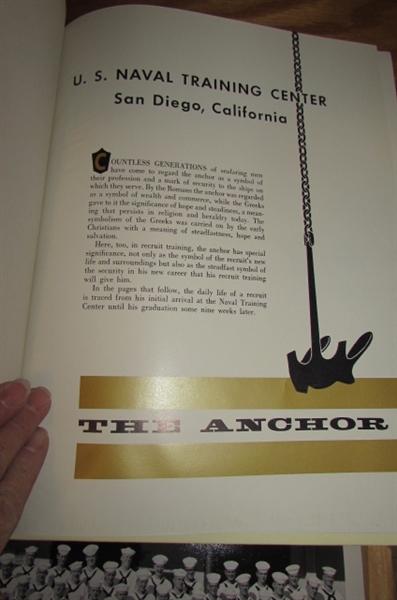 U. S. NAVAL TRAINING CENTER
San Diego, California
COUNTLESS GENERATIONS of seafaring men
have come to regard the anchor as a symbol of
their profession and a mark of security to the ships on
which they serve. By the Romans the anchor was regarded
as a symbol of wealth and commerce, while the Greeks
gave to it the significance of hope and steadiness, a mean-
ing that persists in religion and heraldry today. The
symbolism of the Greeks was carried on by the early
Christians with a meaning of steadfastness, hope and
salvation.
Here, too, in recruit training, the anchor has special
significance, not only as the symbol of the recruit's new
life and surroundings but also as the steadfast symbol of
the security in his new career that his recruit training
will give him.
In the pages that follow, the daily life of a recruit
is traced from his initial arrival at the Naval Training
Center until his graduation some nine weeks later.
THE ANCHOR